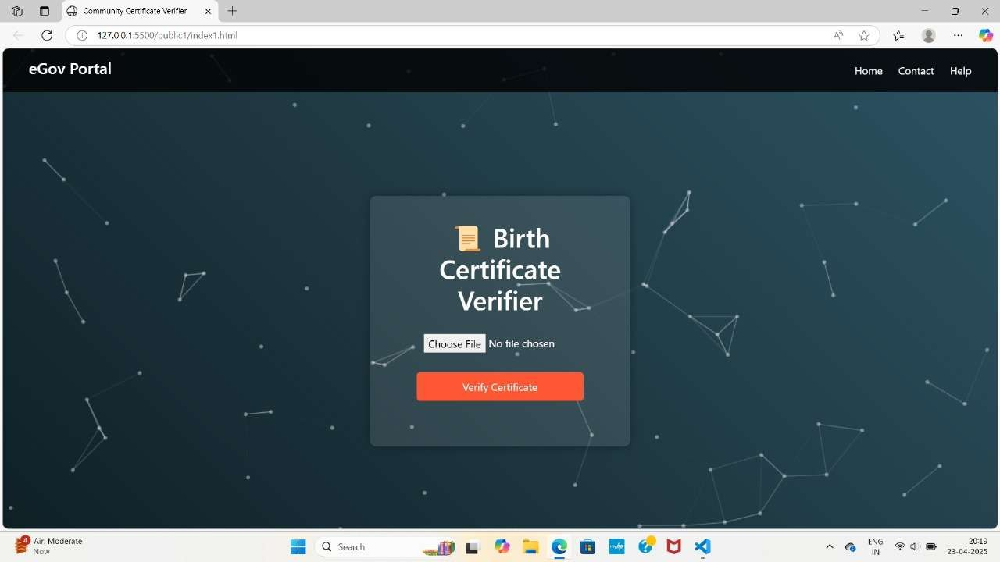 Community Certificate Verifier
127.0.0.1:5500/public1/index1.html
eGov Portal
Home Contact Help
📜 Birth
Certificate
Verifier
Choose File No file chosen
Verify Certificate
4
Air: Moderate
Now
Search
myhp
ENG
IN
20:19
23-04-2025